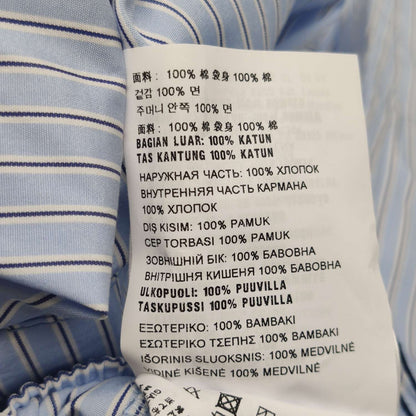 面料: 100% 棉 袋身 100% 棉
겉감 100% 면
주머니 안쪽 100% 면
面料: 100% 棉 袋身 100% 棉
BAGIAN LUAR: 100% KATUN
TAS KANTUNG 100% KATUN
НАРУЖНАЯ ЧАСТЬ: 100% ХЛОПОК
ВНУТРЕННЯЯ ЧАСТЬ КАРМАНА
100% ХЛОПОК
DIŞ KISIM: 100% PAMUK
CEP TORBASI 100% PAMUK
ЗОВНІШНІЙ БІК: 100% БАВОВНА
ВНІТРІШНЯ КИШЕНЯ 100% БАВОВНА
ULKOPUOLI: 100% PUUVILLA
TASKUPUSSI 100% PUUVILLA
ΕΞΩΤΕΡΙΚΟ: 100% ΒΑΜΒΑΚΙ
ΕΣΩΤΕΡΙΚΟ ΤΣΕΠΗΣ 100% ΒΑΜΒΑΚΙ
IŠORINIS SLUOKSNIS: 100% MEDVILNĖ
VIDINĖ KIŠENĖ 100% MEDVILNĖ